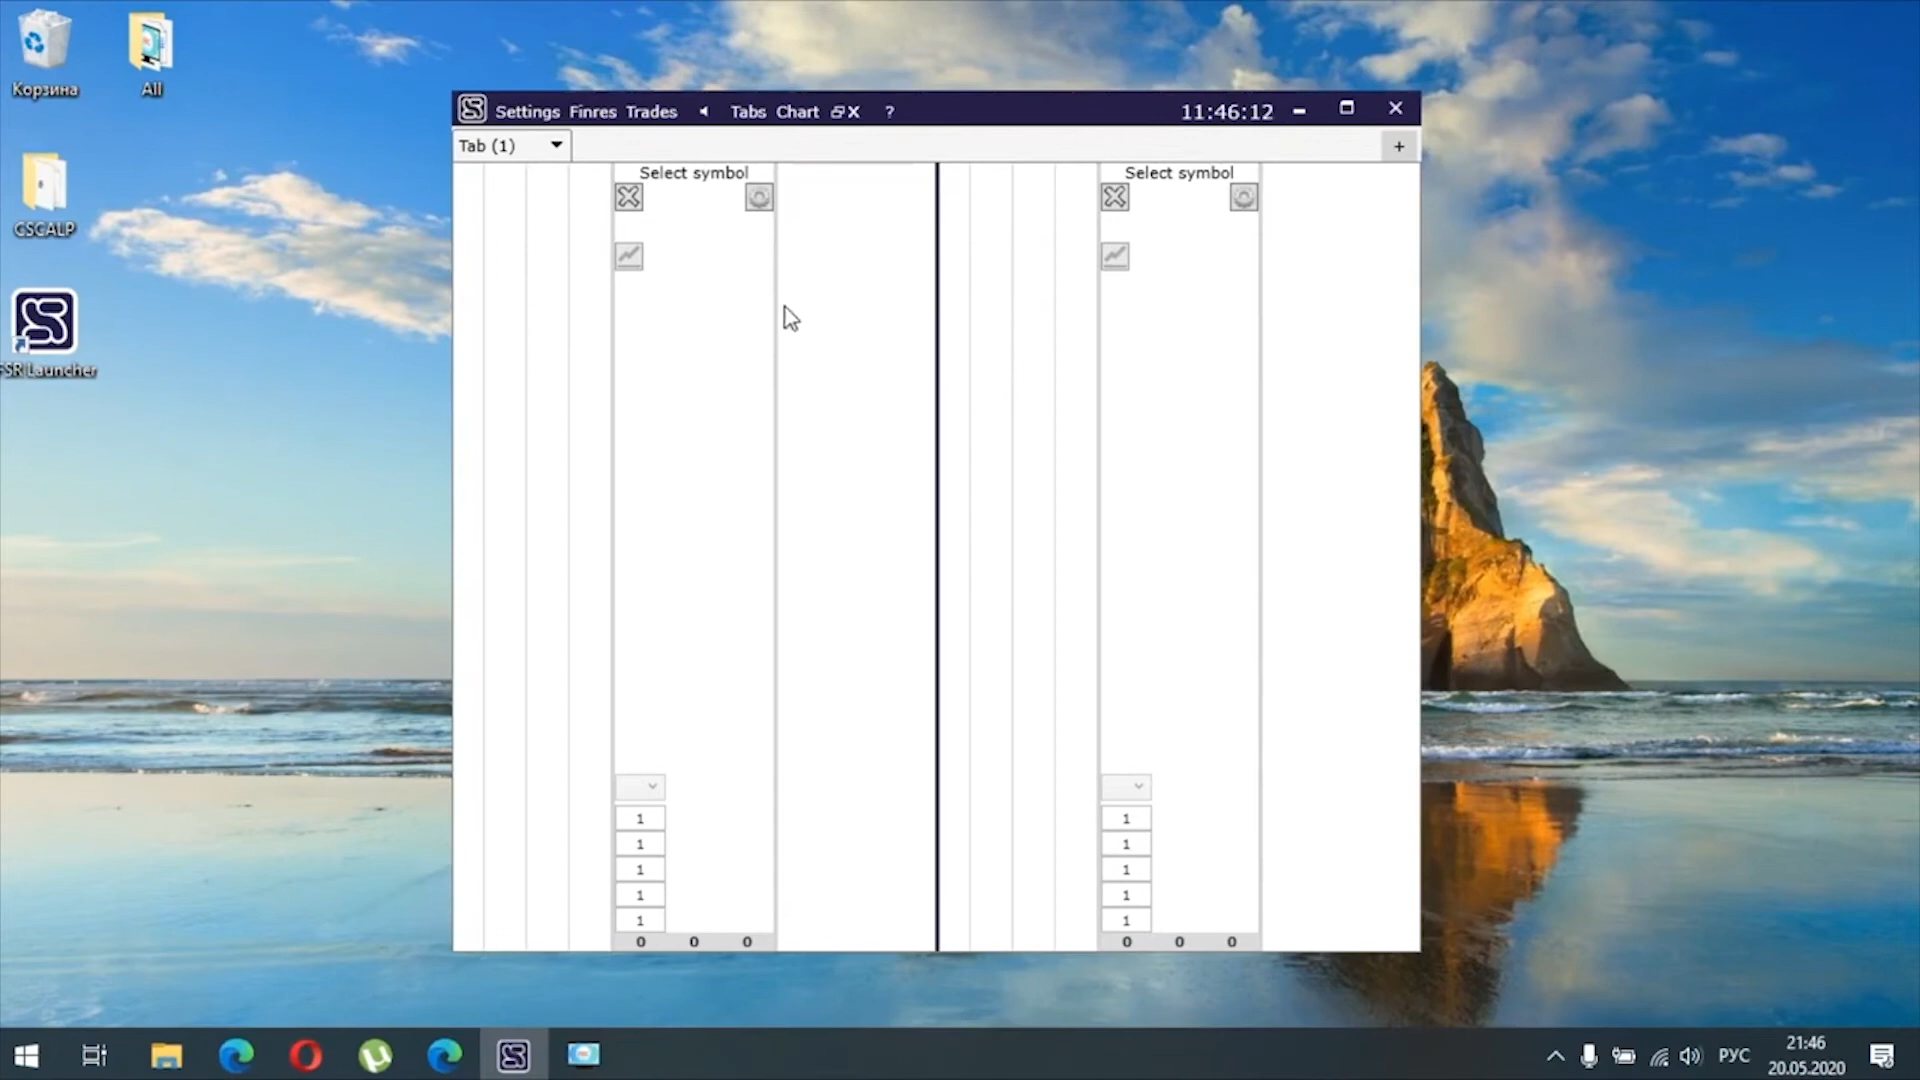 Корзина
All
CSCALP
FSR Launcher
Settings Finres Trades Tabs Chart ?
11:46:12
Tab (1)
+
Select symbol
Select symbol
1
1
1
1
1
0 0 0
1
1
1
1
1
0 0 0
РУС
21:46
20.05.2020